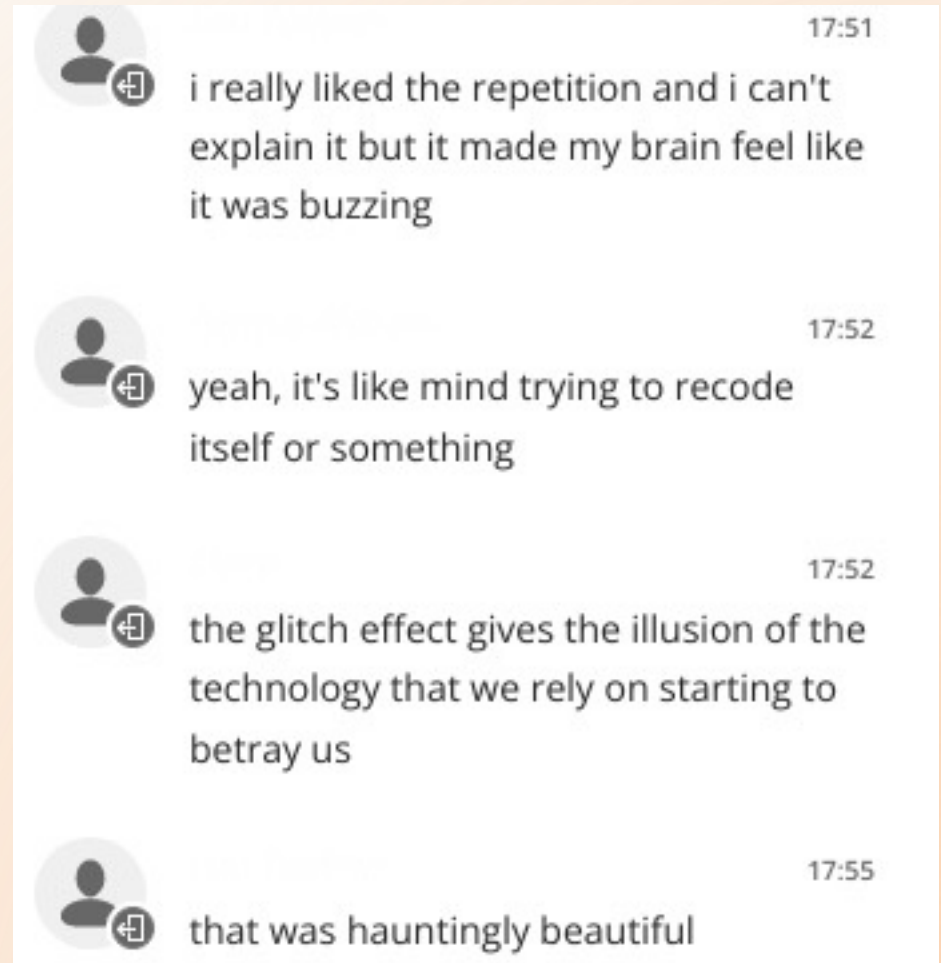 17:51
i really liked the repetition and i can't
explain it but it made my brain feel like
it was buzzing
17:52
yeah, it's like mind trying to recode
itself or something
17:52
the glitch effect gives the illusion of the
technology that we rely on starting to
betray us
17:55
that was hauntingly beautiful